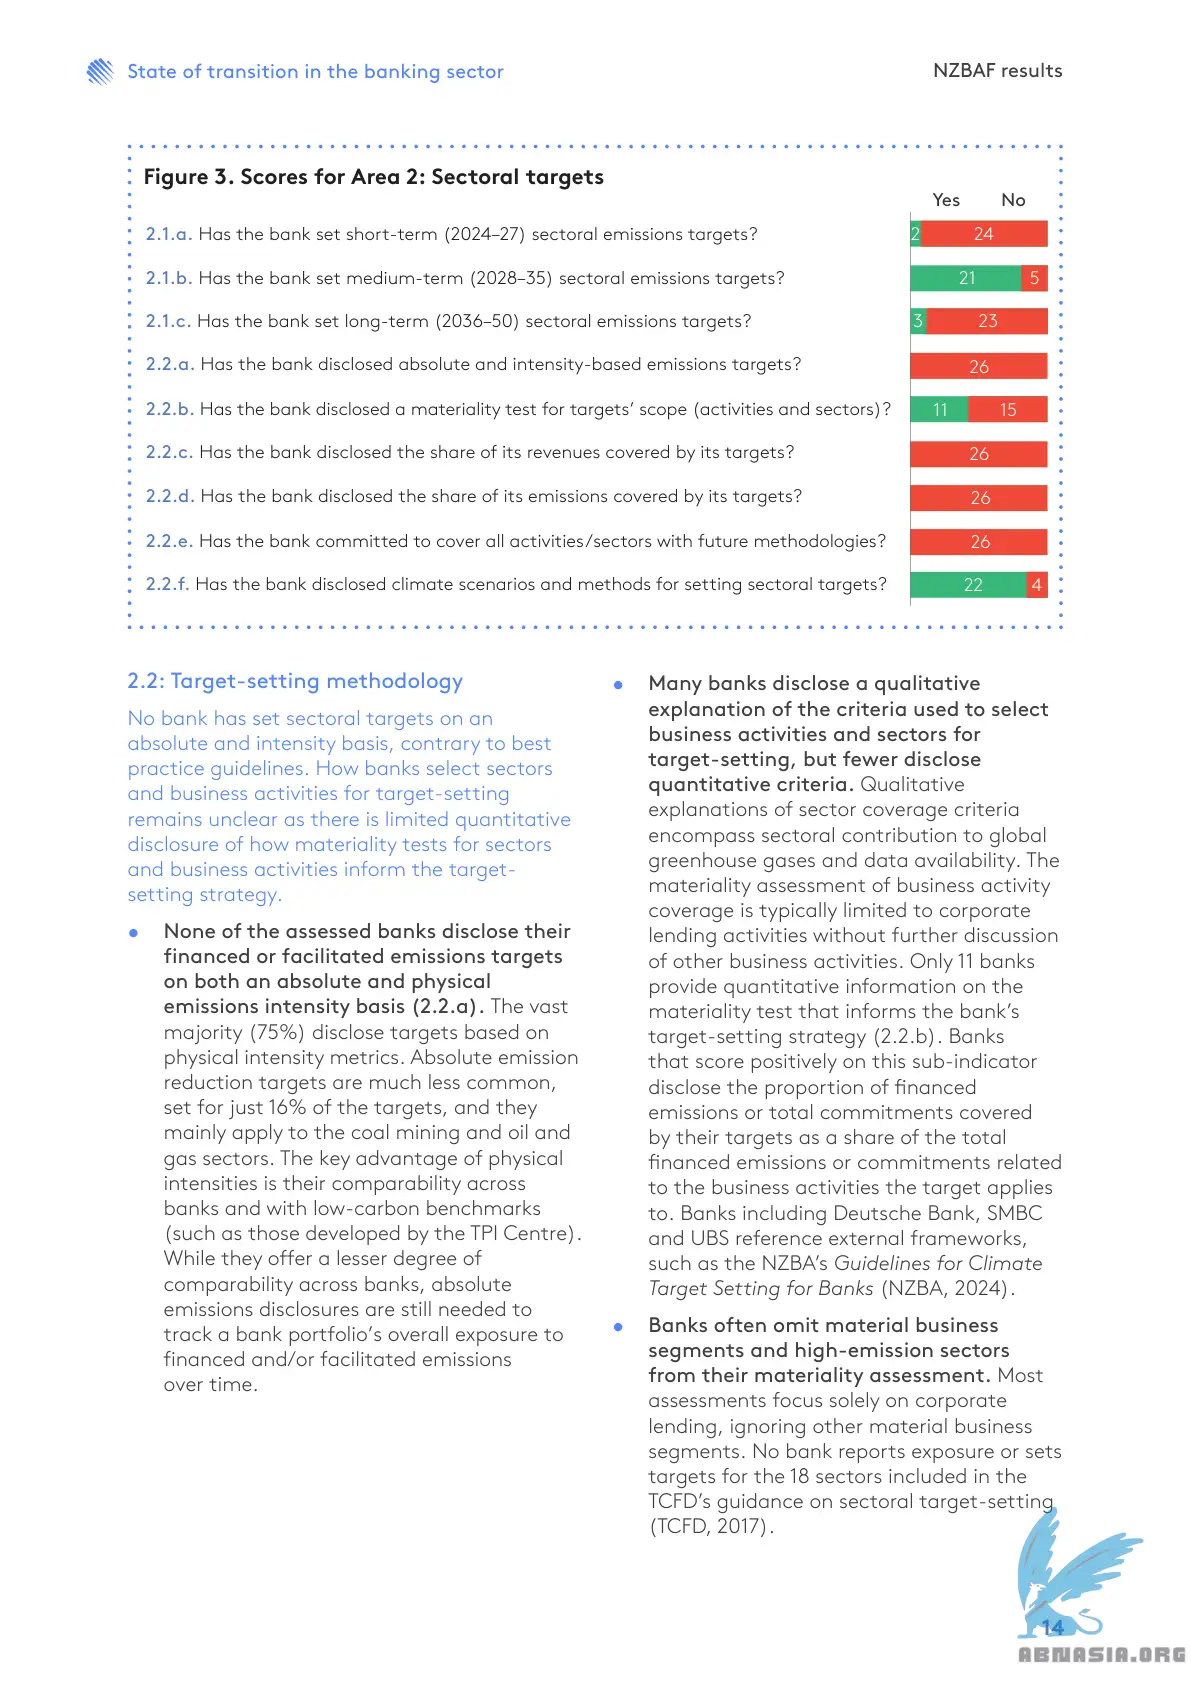 State of transition in the banking sector
NZBAF results
Figure 3. Scores for Area 2: Sectoral targets
Yes No
2.1.a. Has the bank set short-term (2024–27) sectoral emissions targets? 2 24
2.1.b. Has the bank set medium-term (2028–35) sectoral emissions targets? 21 5
2.1.c. Has the bank set long-term (2036–50) sectoral emissions targets? 3 23
2.2.a. Has the bank disclosed absolute and intensity-based emissions targets? 26
2.2.b. Has the bank disclosed a materiality test for targets’ scope (activities and sectors)? 11 15
2.2.c. Has the bank disclosed the share of its revenues covered by its targets? 26
2.2.d. Has the bank disclosed the share of its emissions covered by its targets? 26
2.2.e. Has the bank committed to cover all activities/sectors with future methodologies? 26
2.2.f. Has the bank disclosed climate scenarios and methods for setting sectoral targets? 22 4
2.2: Target-setting methodology
No bank has set sectoral targets on an
absolute and intensity basis, contrary to best
practice guidelines. How banks select sectors
and business activities for target-setting
remains unclear as there is limited quantitative
disclosure of how materiality tests for sectors
and business activities inform the target-
setting strategy.
● None of the assessed banks disclose their
financed or facilitated emissions targets
on both an absolute and physical
emissions intensity basis (2.2.a). The vast
majority (75%) disclose targets based on
physical intensity metrics. Absolute emission
reduction targets are much less common,
set for just 16% of the targets, and they
mainly apply to the coal mining and oil and
gas sectors. The key advantage of physical
intensities is their comparability across
banks and with low-carbon benchmarks
(such as those developed by the TPI Centre).
While they offer a lesser degree of
comparability across banks, absolute
emissions disclosures are still needed to
track a bank portfolio’s overall exposure to
financed and/or facilitated emissions
over time.
● Many banks disclose a qualitative
explanation of the criteria used to select
business activities and sectors for
target-setting, but fewer disclose
quantitative criteria. Qualitative
explanations of sector coverage criteria
encompass sectoral contribution to global
greenhouse gases and data availability. The
materiality assessment of business activity
coverage is typically limited to corporate
lending activities without further discussion
of other business activities. Only 11 banks
provide quantitative information on the
materiality test that informs the bank’s
target-setting strategy (2.2.b). Banks
that score positively on this sub-indicator
disclose the proportion of financed
emissions or total commitments covered
by their targets as a share of the total
financed emissions or commitments related
to the business activities the target applies
to. Banks including Deutsche Bank, SMBC
and UBS reference external frameworks,
such as the NZBA’s Guidelines for Climate
Target Setting for Banks (NZBA, 2024).
● Banks often omit material business
segments and high-emission sectors
from their materiality assessment. Most
assessments focus solely on corporate
lending, ignoring other material business
segments. No bank reports exposure or sets
targets for the 18 sectors included in the
TCFD’s guidance on sectoral target-setting
(TCFD, 2017).
14
ABNASIA.ORG